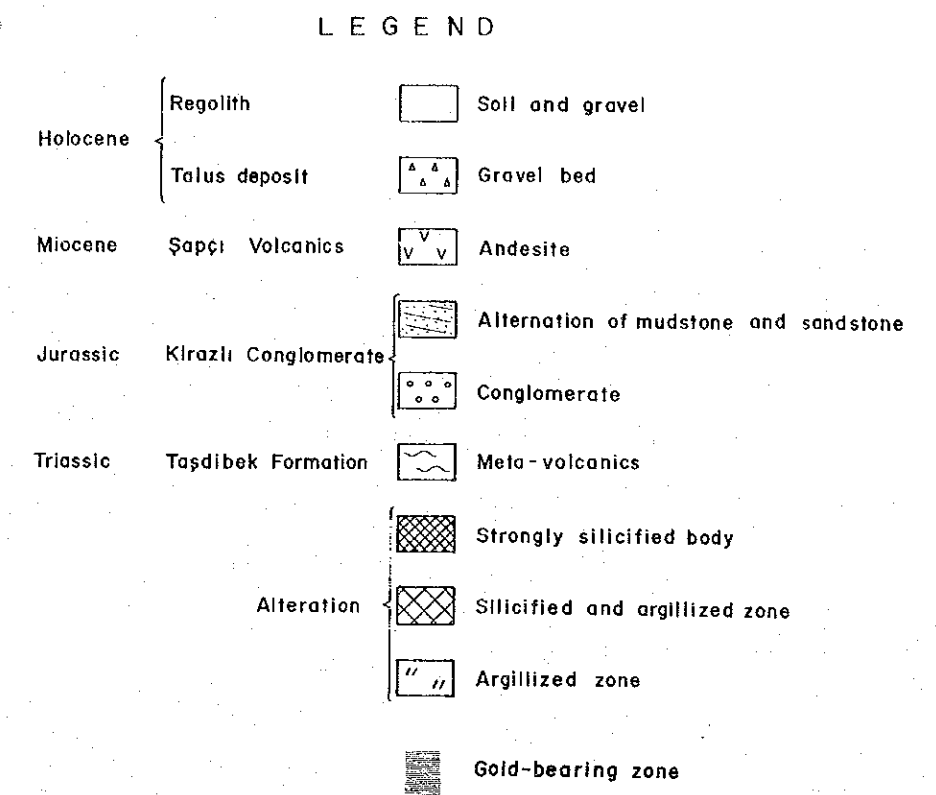 LEGEND
Regolith Soil and gravel
Holocene
Talus deposit Gravel bed
Miocene Şapçı Volcanics Andesite
Alternation of mudstone and sandstone
Jurassic Kirazlı Conglomerate
Conglomerate
Triassic Taşdibek Formation Meta-volcanics
Strongly silicified body
Alteration Silicified and argillized zone
Argillized zone
Gold-bearing zone